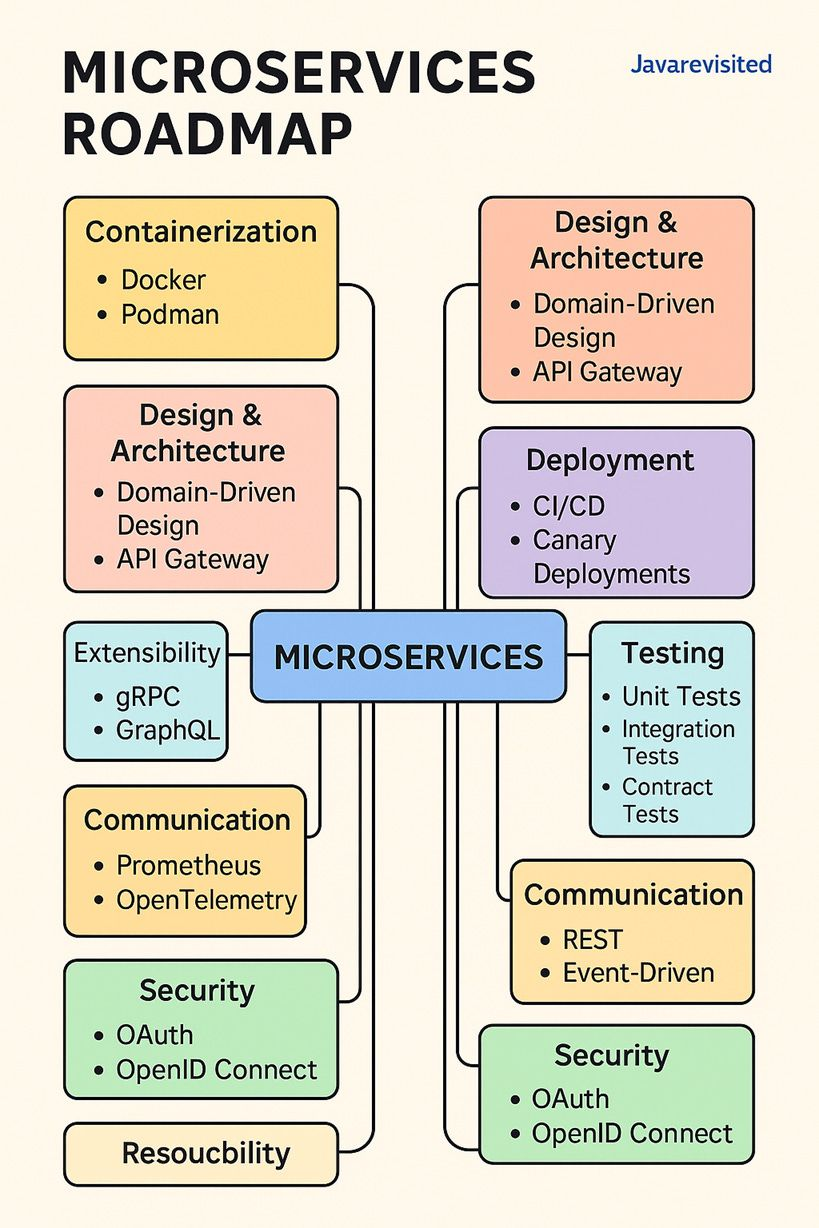 MICROSERVICES
ROADMAP
Javarevisited
Containerization
• Docker
• Podman
Design &
Architecture
• Domain-Driven
Design
• API Gateway
Extensibility
• gRPC
• GraphQL
Communication
• Prometheus
• OpenTelemetry
Security
• OAuth
• OpenID Connect
Resoucbility
MICROSERVICES
Design &
Architecture
• Domain-Driven
Design
• API Gateway
Deployment
• CI/CD
• Canary
Deployments
Testing
• Unit Tests
• Integration
Tests
• Contract
Tests
Communication
• REST
• Event-Driven
Security
• OAuth
• OpenID Connect